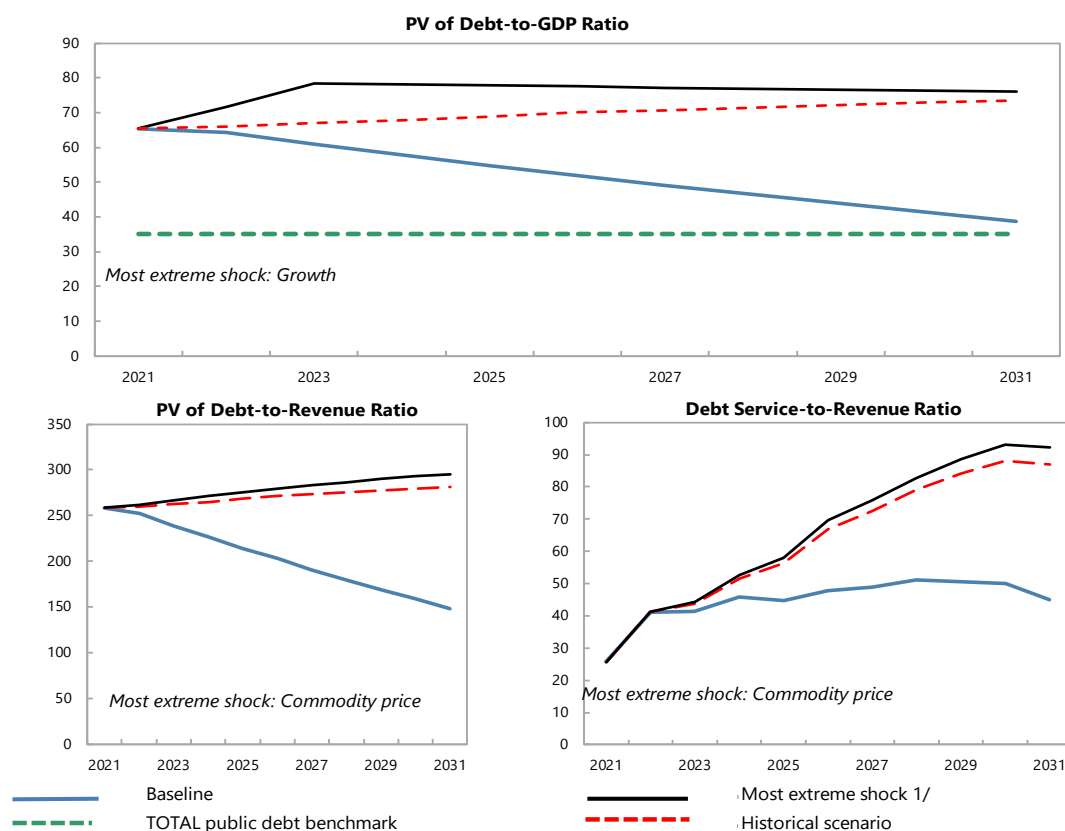 PV of Debt-to-GDP Ratio
90
80
70
60
50
40
30
20
10
0
Most extreme shock: Growth
2021 2023 2025 2027 2029 2031
PV of Debt-to-Revenue Ratio
350
300
250
200
150
100
50
0
Most extreme shock: Commodity price
2021 2023 2025 2027 2029 2031
Debt Service-to-Revenue Ratio
100
90
80
70
60
50
40
30
20
10
0
Most extreme shock: Commodity price
2021 2023 2025 2027 2029 2031
Baseline
Most extreme shock 1/
TOTAL public debt benchmark
Historical scenario